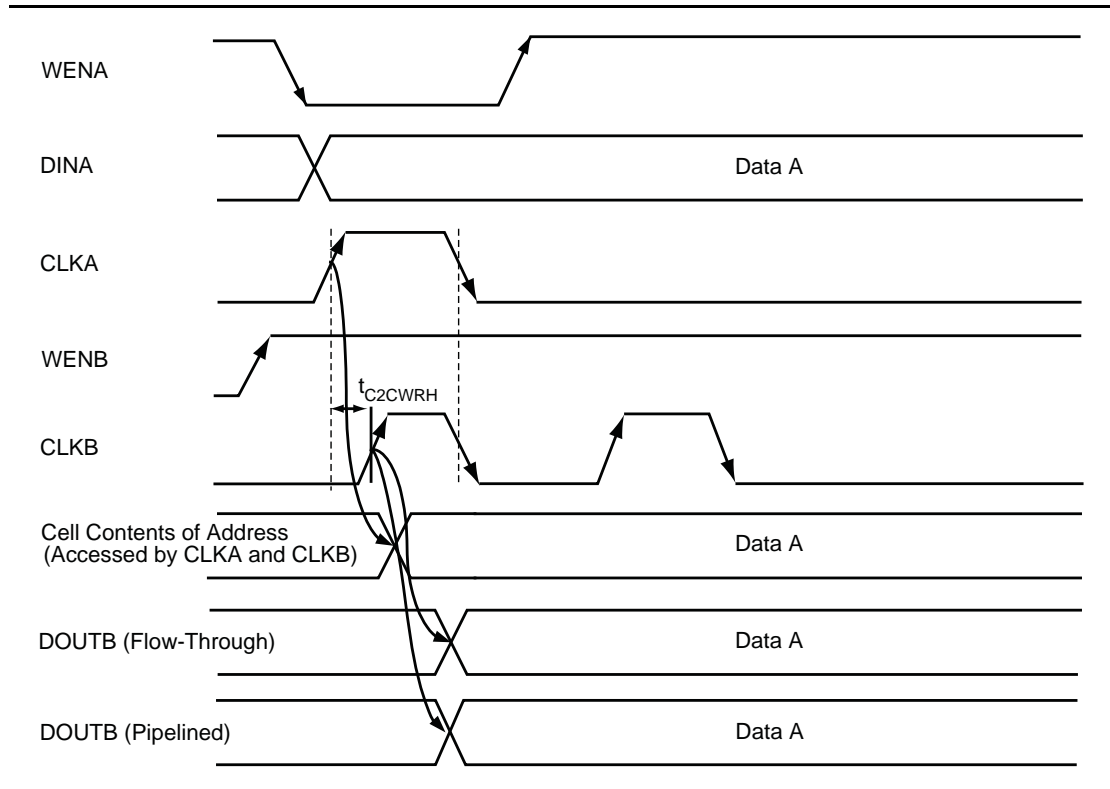 WENA
DINA
Data A
CLKA
WENB
tC2CWRH
CLKB
Cell Contents of Address
(Accessed by CLKA and CLKB)
Data A
DOUTB (Flow-Through)
Data A
DOUTB (Pipelined)
Data A